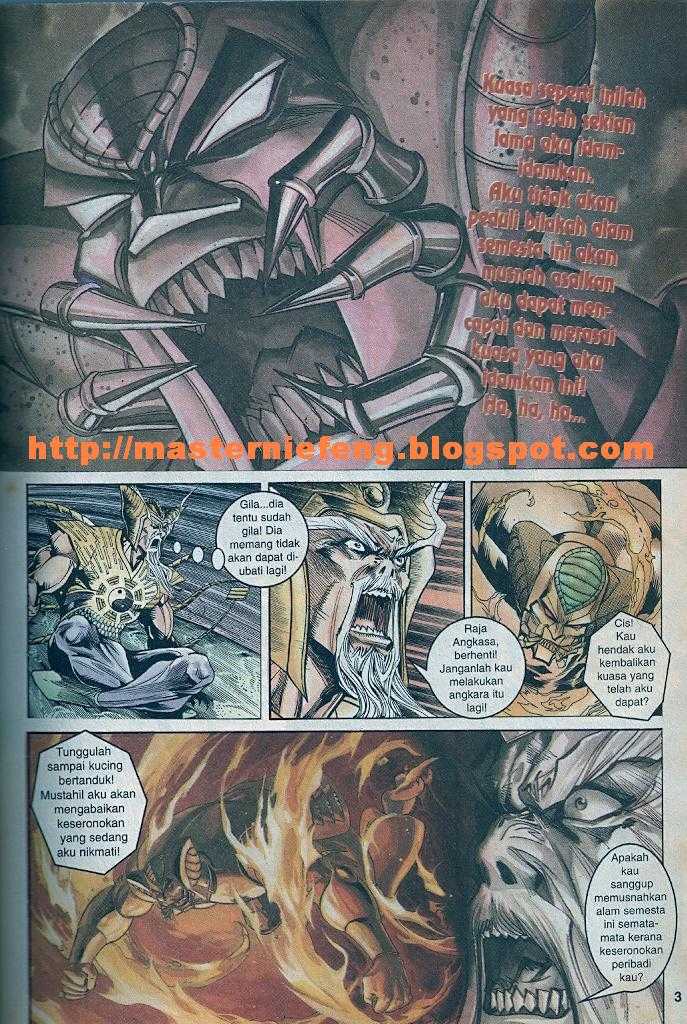 Kuasa seperti inilah
yang telah sekian
lama aku idam-
idamkan.
Aku tidak akan
peduli bilakah alam
semesta ini akan
musnah asalkan
aku dapat men-
capai dan merasai
kuasa yang aku
idamkan ini!
Ha, ha, ha...
http://masterniefeng.blogspot.com
Gila...dia
tentu sudah
gila! Dia
memang tidak
akan dapat di-
ubati lagi!
Raja
Angkasa,
berhenti!
Janganlah kau
melakukan
angkara itu
lagi!
Cis!
Kau
hendak aku
kembalikan
kuasa yang
telah aku
dapat?
Tunggulah
sampai kucing
bertanduk!
Mustahil aku akan
mengabaikan
keseronokan
yang sedang
aku nikmati!
Apakah
kau
sanggup
memusnahkan
alam semesta
ini semata-
mata kerana
keseronokan
peribadi
kau?
3